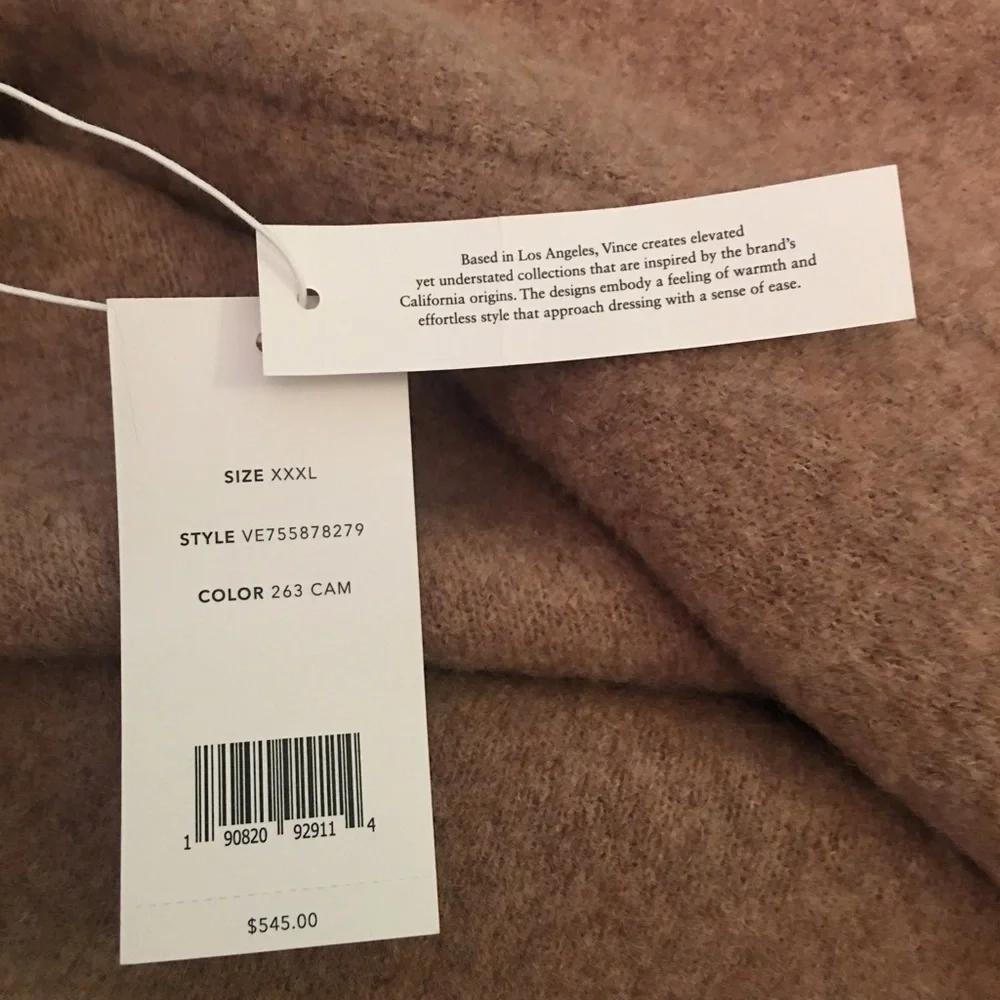 Based in Los Angeles, Vince creates elevated
yet understated collections that are inspired by the brand's
California origins. The designs embody a feeling of warmth and
effortless style that approach dressing with a sense of ease.
SIZE XXXL
STYLE VE755878279
COLOR 263 CAM
1 90820 92911 4
$545.00